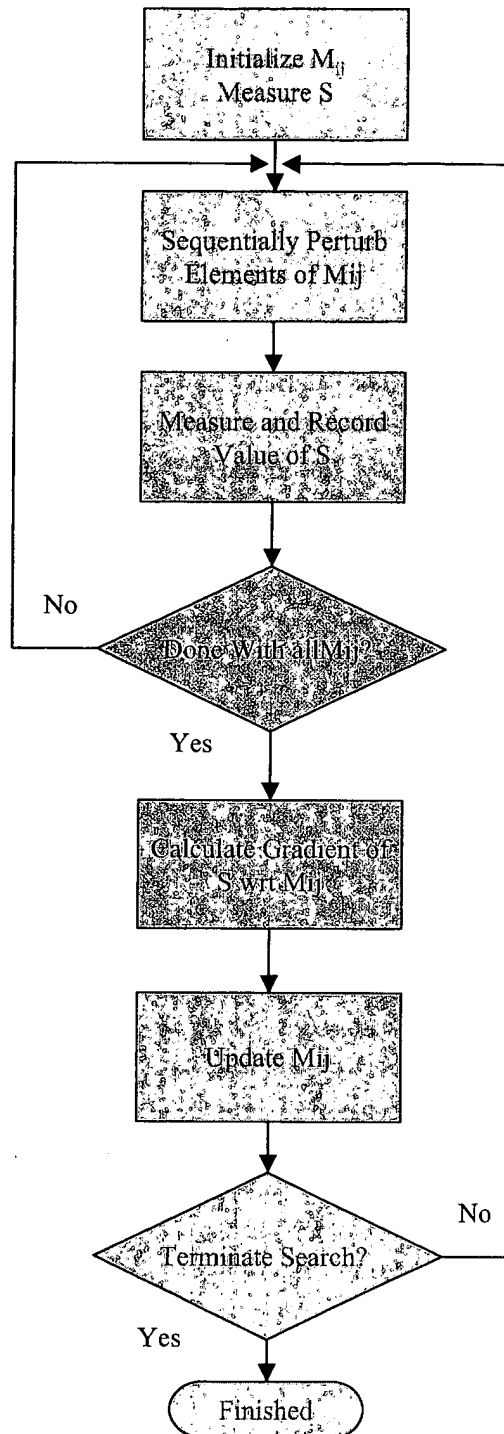 Initialize Mij
Measure S
Sequentially Perturb
Elements of Mij
Measure and Record
Value of S
No
Done With allMij?
Yes
Calculate Gradient of
S wrt Mij
Update Mij
No
Terminate Search?
Yes
Finished